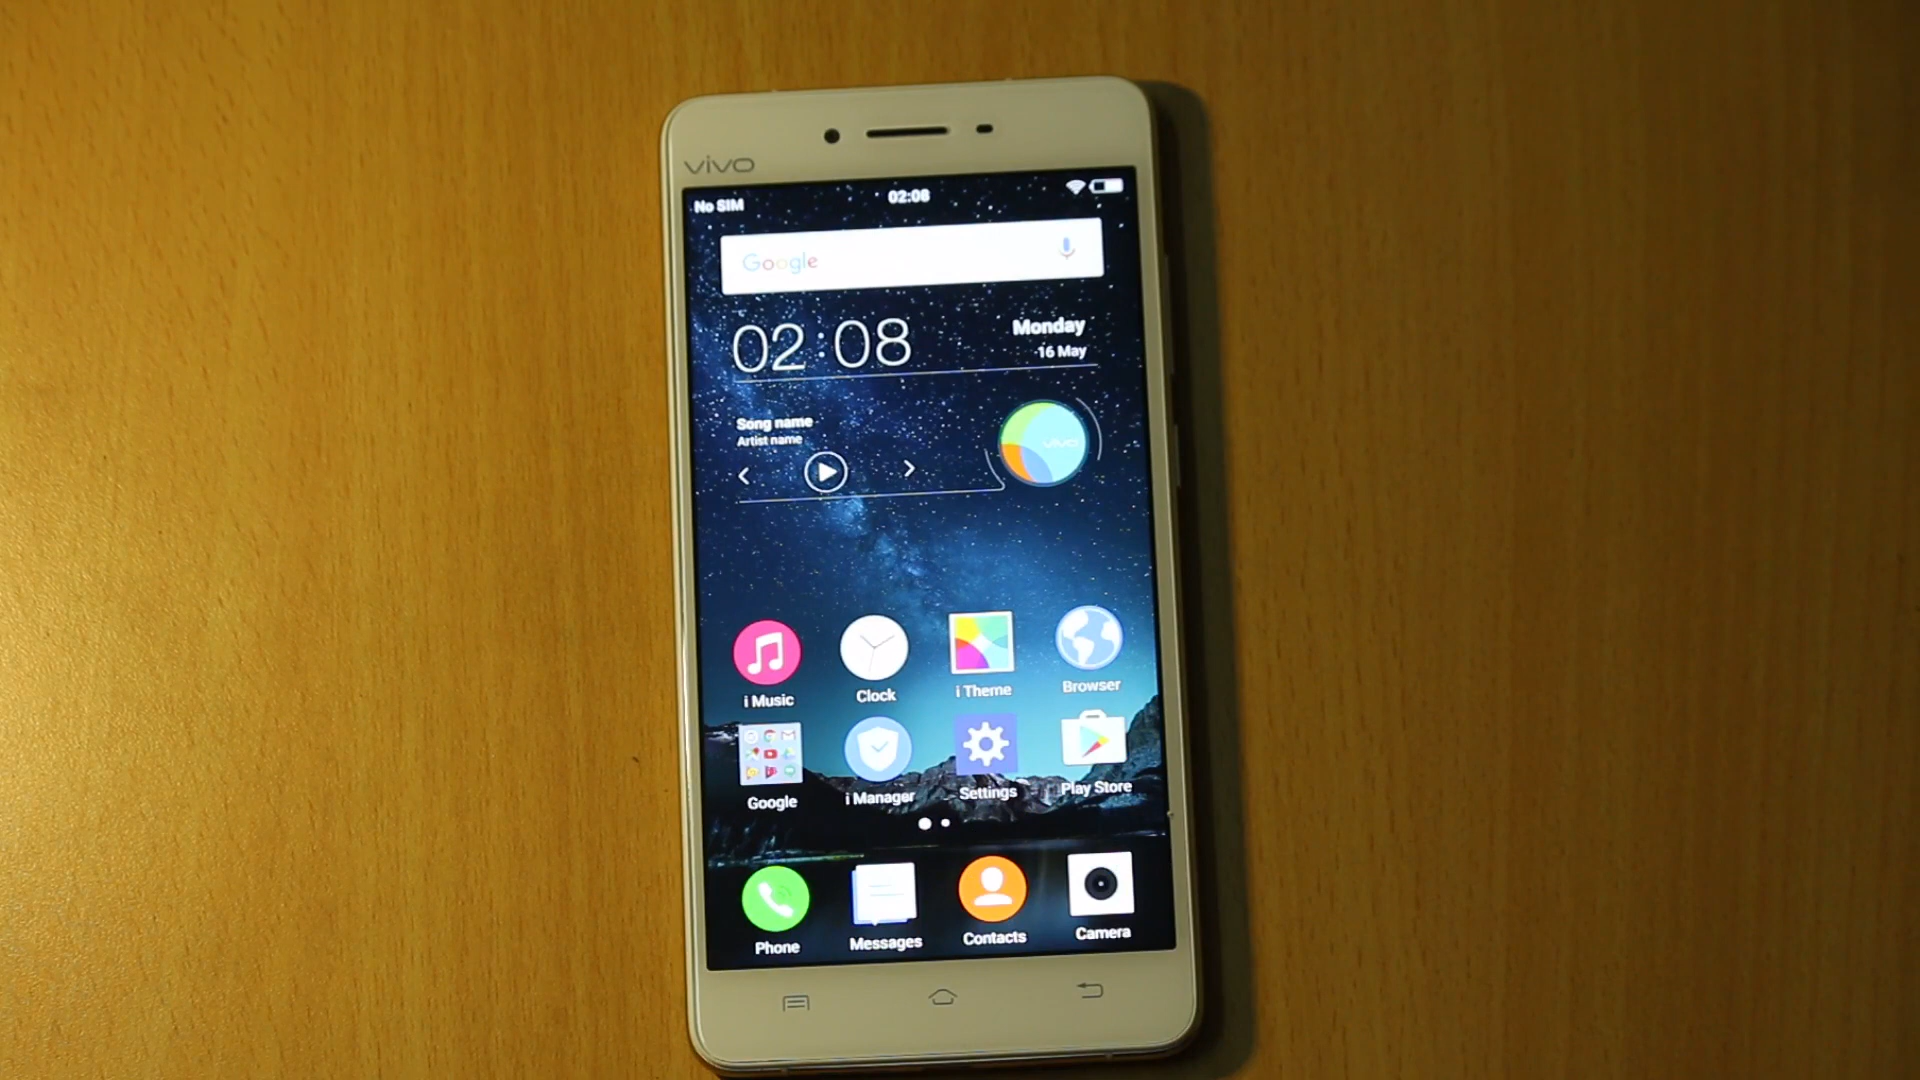 vivo
No SIM
02:08
Google
02:08
Monday
16 May
Song name
Artist name
vivo
i Music
Clock
i Theme
Browser
Google
i Manager
Settings
Play Store
Phone
Messages
Contacts
Camera